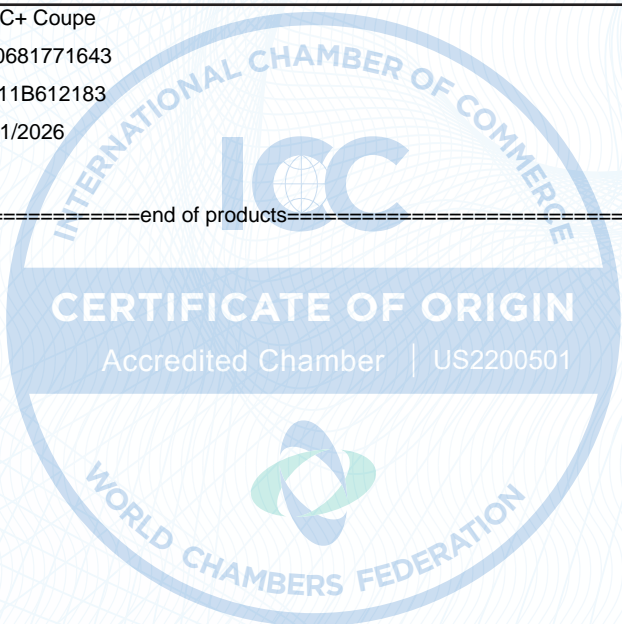 C+ Coupe
0681771643
11B612183
1/2026
===========end of products===========================
INTERNATIONAL CHAMBER OF COMMERCE
ICC
CERTIFICATE OF ORIGIN
Accredited Chamber | US2200501
WORLD CHAMBERS FEDERATION